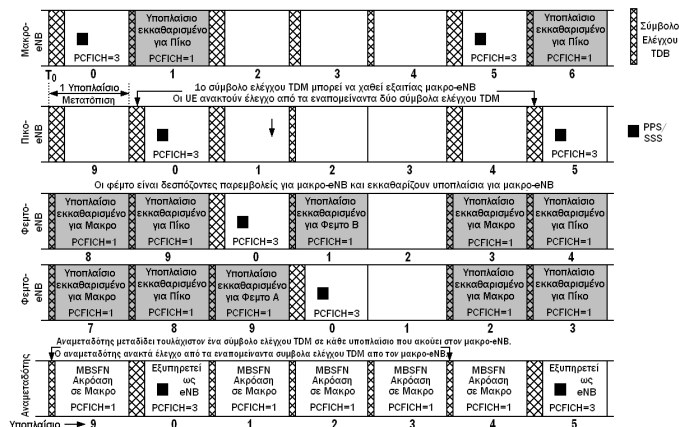 Μακρο-
eNB
PCFICH=3
Υποπλαίσιο
εκκαθαρισμένο
για Πίκο
PCFICH=1
PCFICH=3
Υποπλαίσιο
εκκαθαρισμένο
για Πίκο
PCFICH=1
Σύμβολο
Ελέγχου
TDB
T0 0 1 2 3 4 5 6
1 Υποπλαίσιο
Μετατόπιση
1ο σύμβολο ελέγχου TDM μπορεί να χαθεί εξαιτίας μακρο-eNB
Οι UE ανακτούν έλεγχο από τα εναπομείναντα δύο σύμβολα ελέγχου TDM
Πικο-
eNB
PCFICH=3
PCFICH=3
PPS/
SSS
9 0 1 2 3 4 5
Οι φέμτο είναι δεσπόζοντες παρεμβολείς για μακρο-eNB και εκκαθαρίζουν υποπλαίσια για μακρο-eNB
Φεμτο-
eNB
Υποπλαίσιο
εκκαθαρισμένο
για Μακρο
PCFICH=1
Υποπλαίσιο
εκκαθαρισμένο
για Πίκο
PCFICH=1
PCFICH=3
Υποπλαίσιο
εκκαθαρισμένο
για Φεμτο B
PCFICH=1
Υποπλαίσιο
εκκαθαρισμένο
για Μακρο
PCFICH=1
Υποπλαίσιο
εκκαθαρισμένο
για Πίκο
PCFICH=1
8 9 0 1 2 3 4
Φεμτο-
eNB
Υποπλαίσιο
εκκαθαρισμένο
για Μακρο
PCFICH=1
Υποπλαίσιο
εκκαθαρισμένο
για Πίκο
PCFICH=1
Υποπλαίσιο
εκκαθαρισμένο
για Φεμτο A
PCFICH=1
PCFICH=3
Υποπλαίσιο
εκκαθαρισμένο
για Μακρο
PCFICH=1
Υποπλαίσιο
εκκαθαρισμένο
για Πίκο
PCFICH=1
7 8 9 0 1 2 3
Αναμεταδότης μεταδίδει τουλάχιστον ένα σύμβολο ελέγχου TDM σε κάθε υποπλαίσιο που ακούει στον μακρο-eNB.
Ο αναμεταδότης ανακτά έλεγχο από τα εναπομείναντα συμβολα ελέγχου TDM απο τον μακρο-eNB.
Αναμεταδότης
MBSFN
Ακρόαση
σε Μακρο
PCFICH=1
Εξυπηρετεί
ως
eNB
PCFICH=3
MBSFN
Ακρόαση
σε Μακρο
PCFICH=1
MBSFN
Ακρόαση
σε Μακρο
PCFICH=1
MBSFN
Ακρόαση
σε Μακρο
PCFICH=1
MBSFN
Ακρόαση
σε Μακρο
PCFICH=1
Εξυπηρετεί
ως
eNB
PCFICH=3
Υποπλαίσιο 9 0 1 2 3 4 5